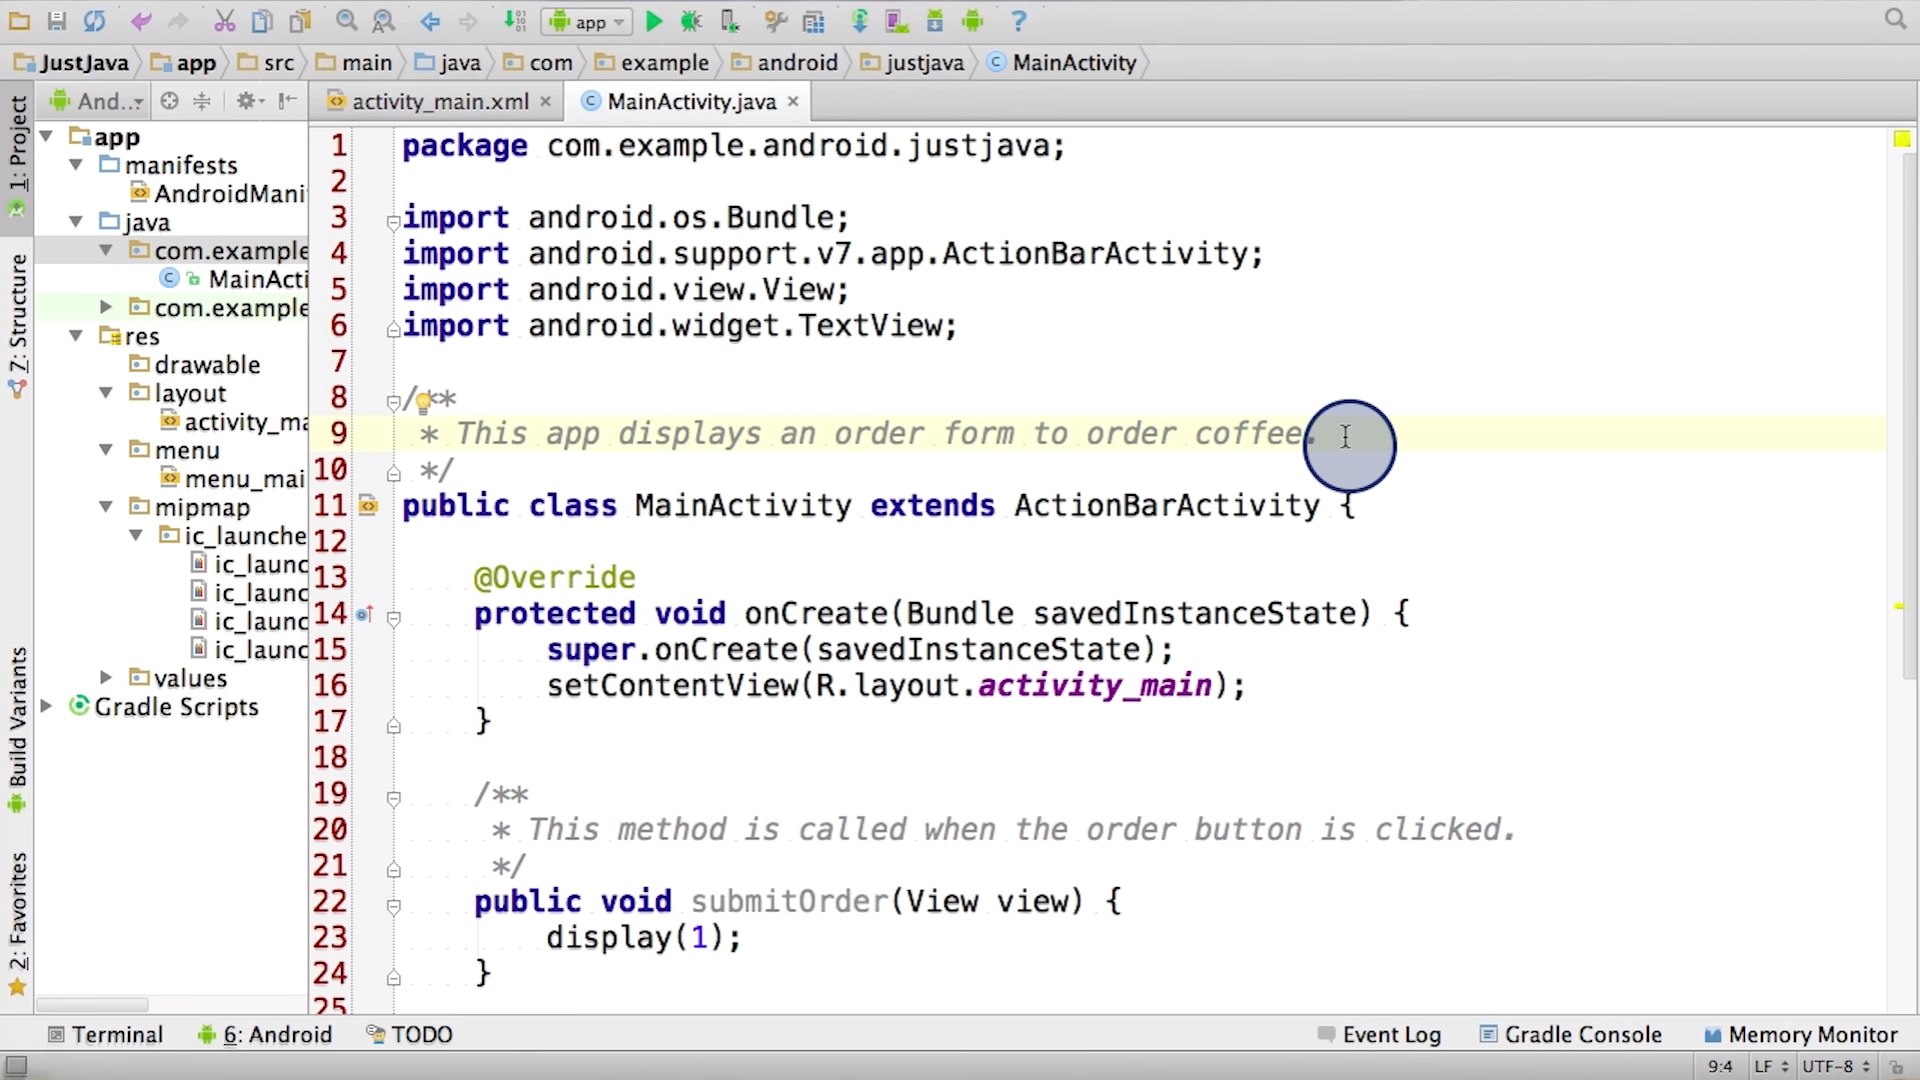 app
JustJava app src main java com example android justjava MainActivity
And.. activity_main.xml MainActivity.java
1: Project
Z: Structure
Build Variants
2: Favorites
app
manifests
AndroidMani
java
com.example
MainActi
com.example
res
drawable
layout
activity_ma
menu
menu_mai
mipmap
ic_launche
ic_launc
ic_launc
ic_launc
ic_launc
values
Gradle Scripts
1 package com.example.android.justjava;
2
3 import android.os.Bundle;
4 import android.support.v7.app.ActionBarActivity;
5 import android.view.View;
6 import android.widget.TextView;
7
8 /**
9 * This app displays an order form to order coffee.
10 */
11 public class MainActivity extends ActionBarActivity {
12
13 @Override
14 protected void onCreate(Bundle savedInstanceState) {
15 super.onCreate(savedInstanceState);
16 setContentView(R.layout.activity_main);
17 }
18
19 /**
20 * This method is called when the order button is clicked.
21 */
22 public void submitOrder(View view) {
23 display(1);
24 }
25
Terminal 6: Android TODO Event Log Gradle Console Memory Monitor
9:4 LF UTF-8